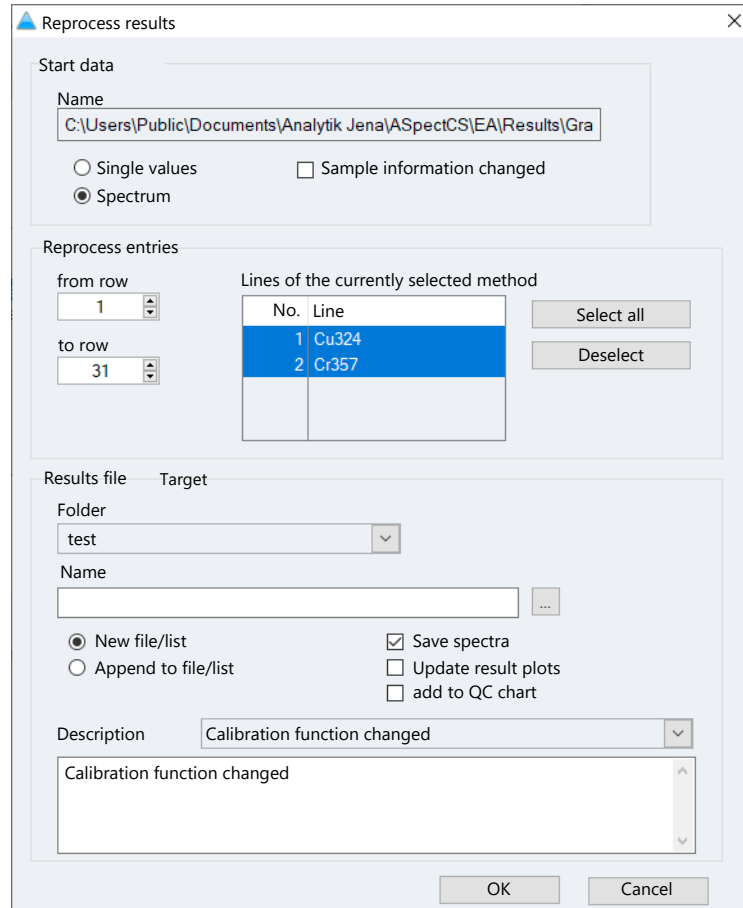 Reprocess results
Start data
Name
C:\Users\Public\Documents\Analytik Jena\ASpectCS\EA\Results\Gra
Single values
Sample information changed
Spectrum
Reprocess entries
from row
Lines of the currently selected method
1
No. Line
Select all
1 Cu324
to row
2 Cr357
Deselect
31
Results file Target
Folder
test
Name
...
New file/list
Save spectra
Append to file/list
Update result plots
add to QC chart
Description
Calibration function changed
Calibration function changed
OK
Cancel